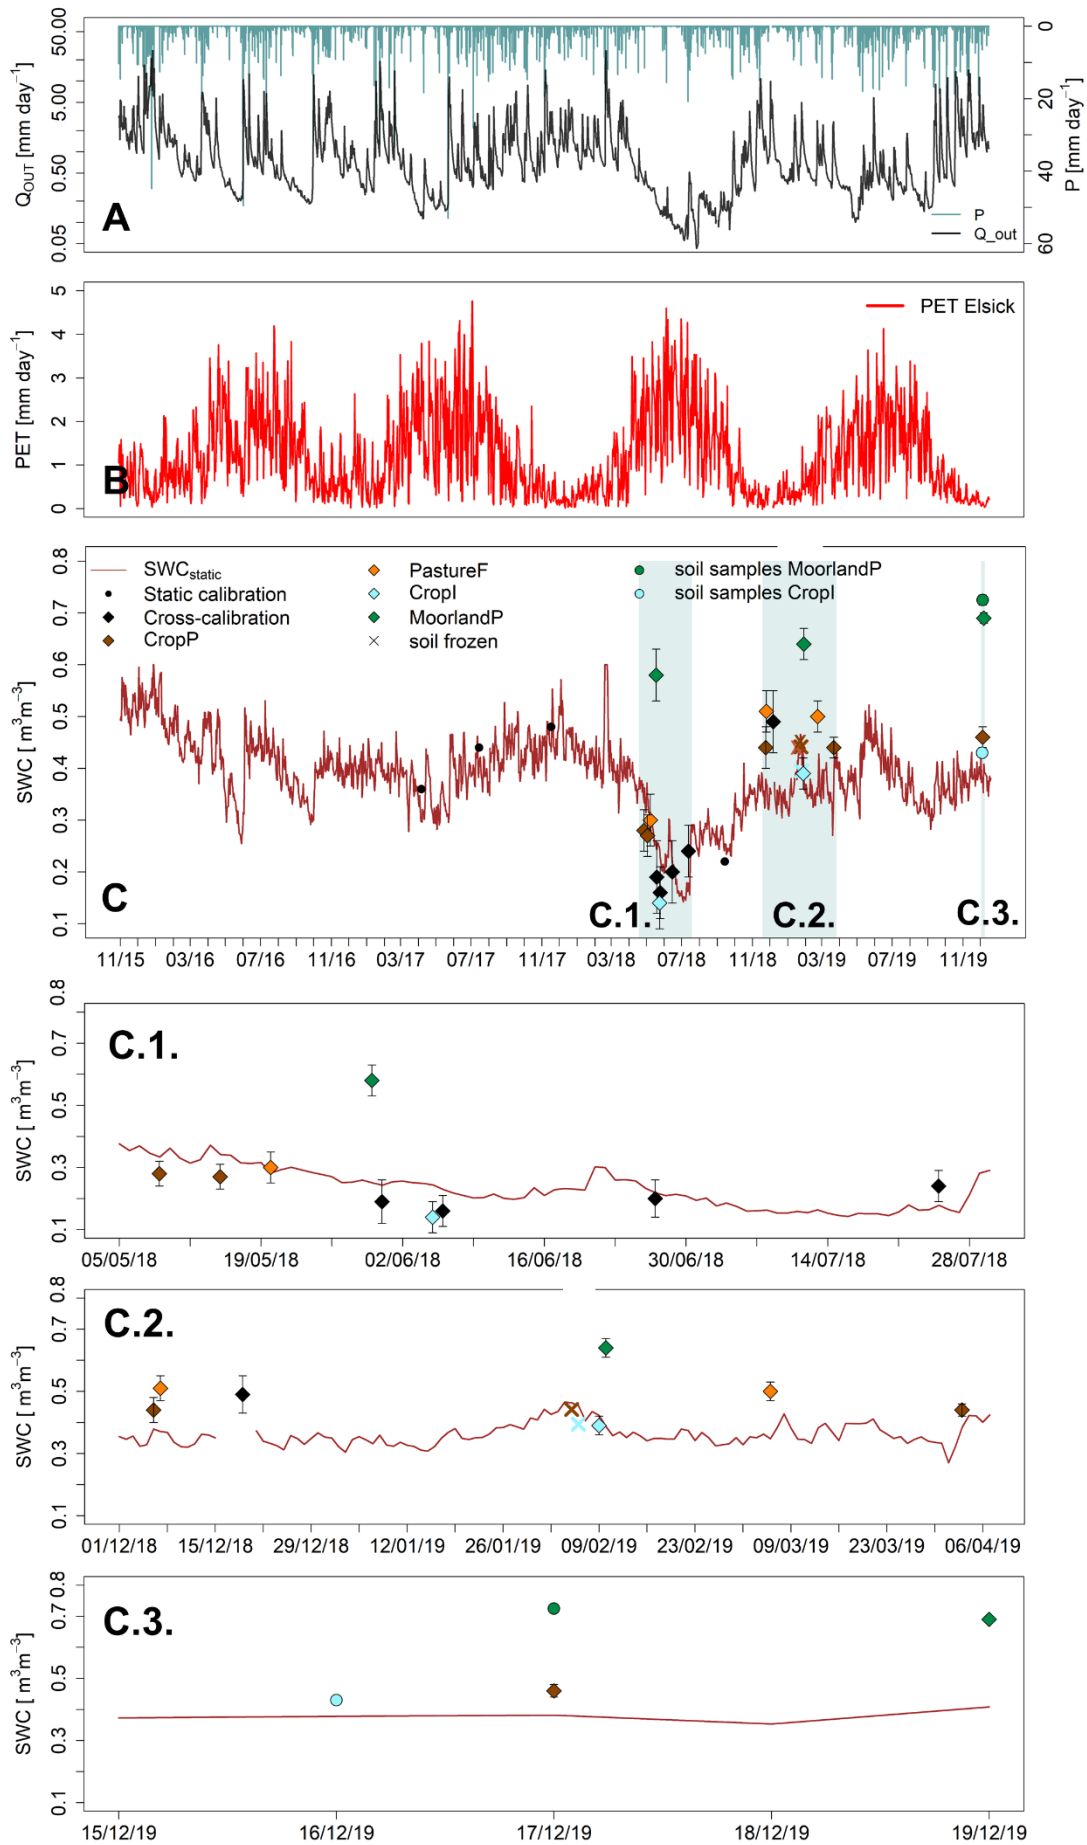 50.00
5.00
0.50
0.05
Q_OUT [mm day⁻¹]
0
20
40
60
P [mm day⁻¹]
A
P
Q_out
5
4
3
2
1
0
PET [mm day⁻¹]
B
PET Elsick
0.8
0.7
0.6
0.5
0.4
0.3
0.2
0.1
SWC [ m³m⁻³]
SWC_static
Static calibration
Cross-calibration
CropP
PastureF
CropI
MoorlandP
soil frozen
soil samples MoorlandP
soil samples CropI
C
C.1.
C.2.
C.3.
11/15 03/16 07/16 11/16 03/17 07/17 11/17 03/18 07/18 11/18 03/19 07/19 11/19
C.1.
0.8
0.7
0.5
0.3
0.1
SWC [ m³m⁻³]
05/05/18 19/05/18 02/06/18 16/06/18 30/06/18 14/07/18 28/07/18
C.2.
0.8
0.7
0.5
0.3
0.1
SWC [ m³m⁻³]
01/12/18 15/12/18 29/12/18 12/01/19 26/01/19 09/02/19 23/02/19 09/03/19 23/03/19 06/04/19
C.3.
0.8
0.7
0.5
0.3
0.1
SWC [ m³m⁻³]
15/12/19 16/12/19 17/12/19 18/12/19 19/12/19